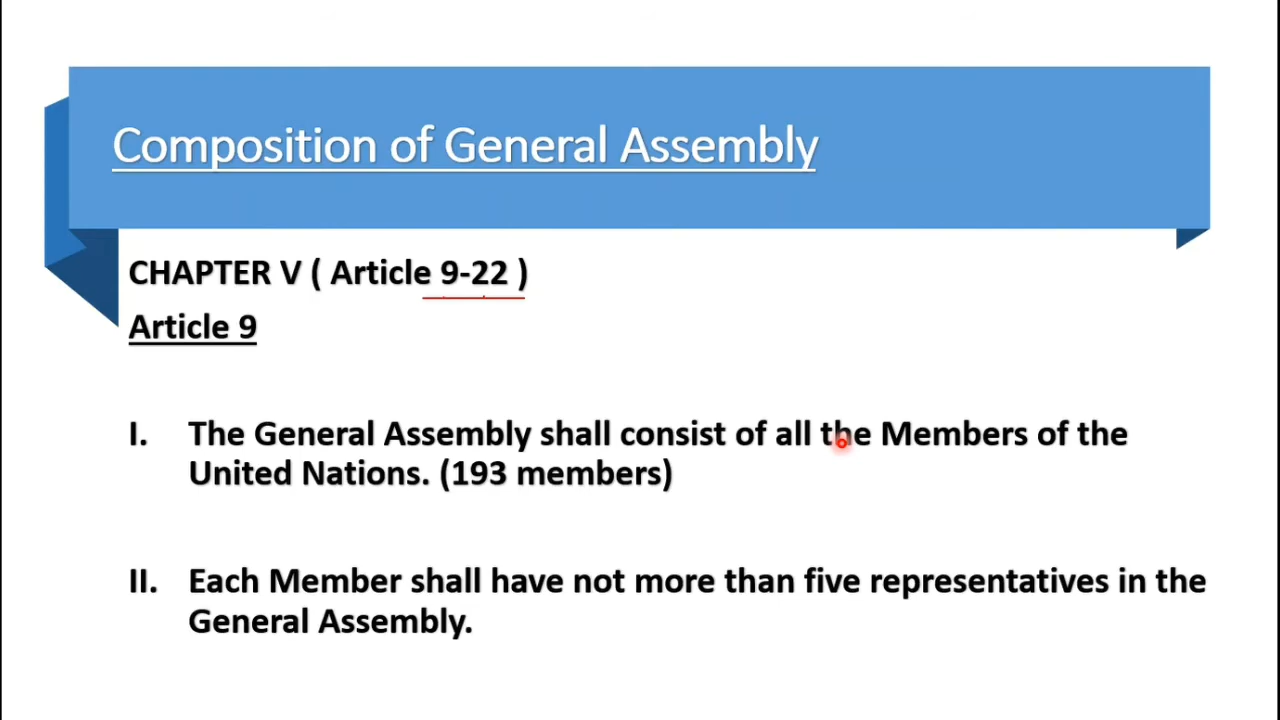 Composition of General Assembly
CHAPTER V ( Article 9-22 )
Article 9
I. The General Assembly shall consist of all the Members of the
United Nations. (193 members)
II. Each Member shall have not more than five representatives in the
General Assembly.